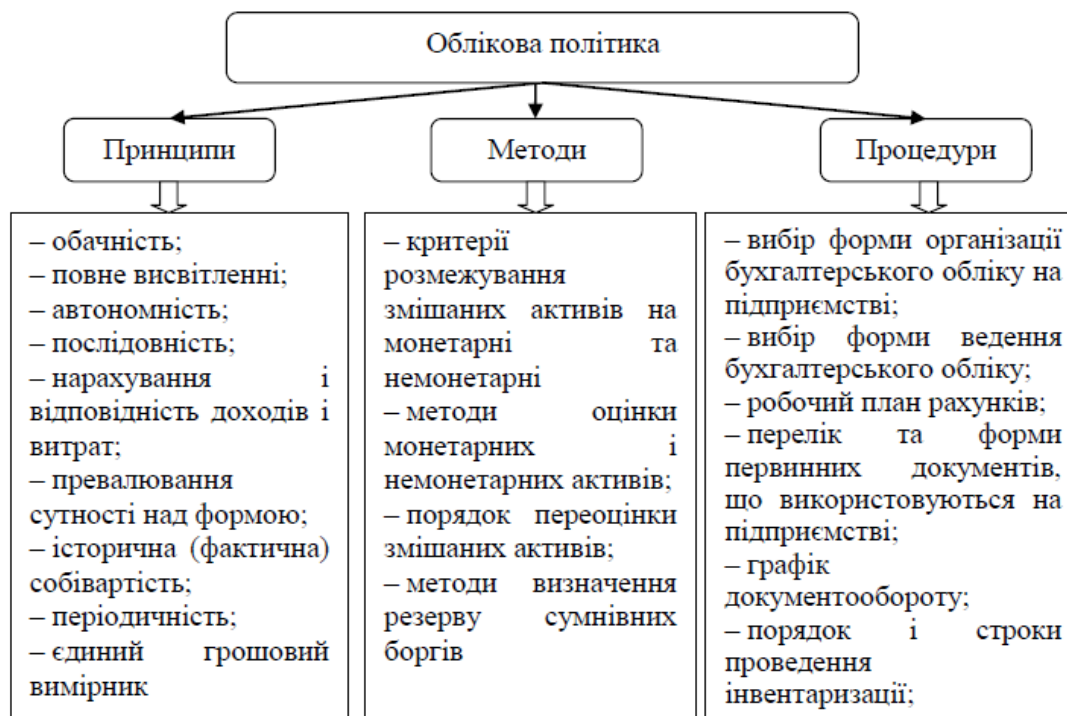 Облікова політика
Принципи
Методи
Процедури
– обачність;
– повне висвітленні;
– автономність;
– послідовність;
– нарахування і
відповідність доходів і
витрат;
– превалювання
сутності над формою;
– історична (фактична)
собівартість;
– періодичність;
– єдиний грошовий
вимірник
– критерії
розмежування
змішаних активів на
монетарні та
немонетарні
– методи оцінки
монетарних і
немонетарних активів;
– порядок переоцінки
змішаних активів;
– методи визначення
резерву сумнівних
боргів
– вибір форми організації
бухгалтерського обліку на
підприємстві;
– вибір форми ведення
бухгалтерського обліку;
– робочий план рахунків;
– перелік та форми
первинних документів,
що використовуються на
підприємстві;
– графік
документообороту;
– порядок і строки
проведення
інвентаризації;